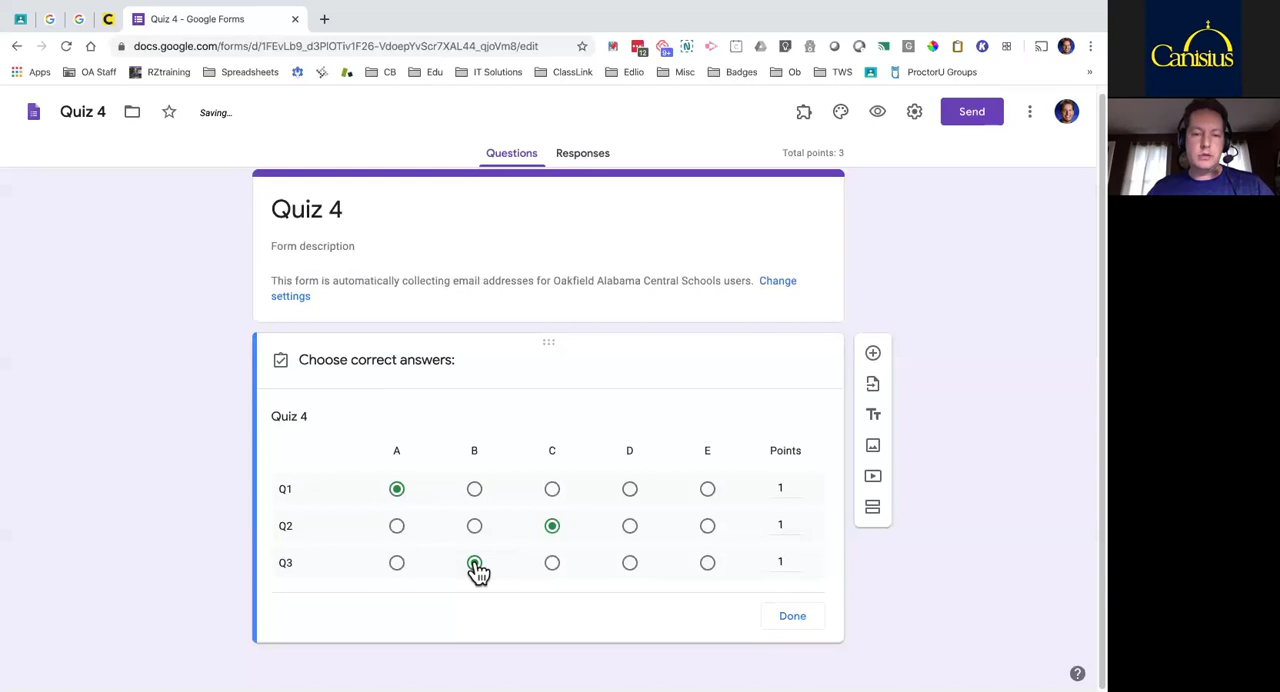 Quiz 4 - Google Forms
docs.google.com/forms/d/1FEvLb9_d3PlOTiv1F26-VdoepYvScr7XAL44_qjoVm8/edit
12
9+
Apps
OA Staff
RZtraining
Spreadsheets
CB
Edu
IT Solutions
ClassLink
Edlio
Misc
Badges
Ob
TWS
ProctorU Groups
»
Canisius
Quiz 4
Saving...
Send
Questions
Responses
Total points: 3
Quiz 4
Form description
This form is automatically collecting email addresses for Oakfield Alabama Central Schools users. Change
settings
Choose correct answers:
Quiz 4
A B C D E Points
Q1 1
Q2 1
Q3 1
Done